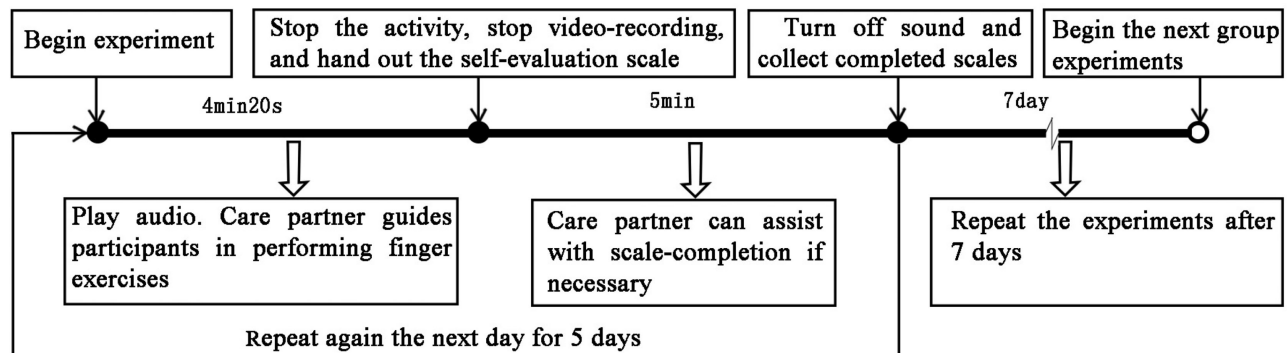 Begin experiment
Stop the activity, stop video-recording,
and hand out the self-evaluation scale
Turn off sound and
collect completed scales
Begin the next group
experiments
4min20s
5min
7day
Play audio. Care partner guides
participants in performing finger
exercises
Care partner can assist
with scale-completion if
necessary
Repeat the experiments after
7 days
Repeat again the next day for 5 days